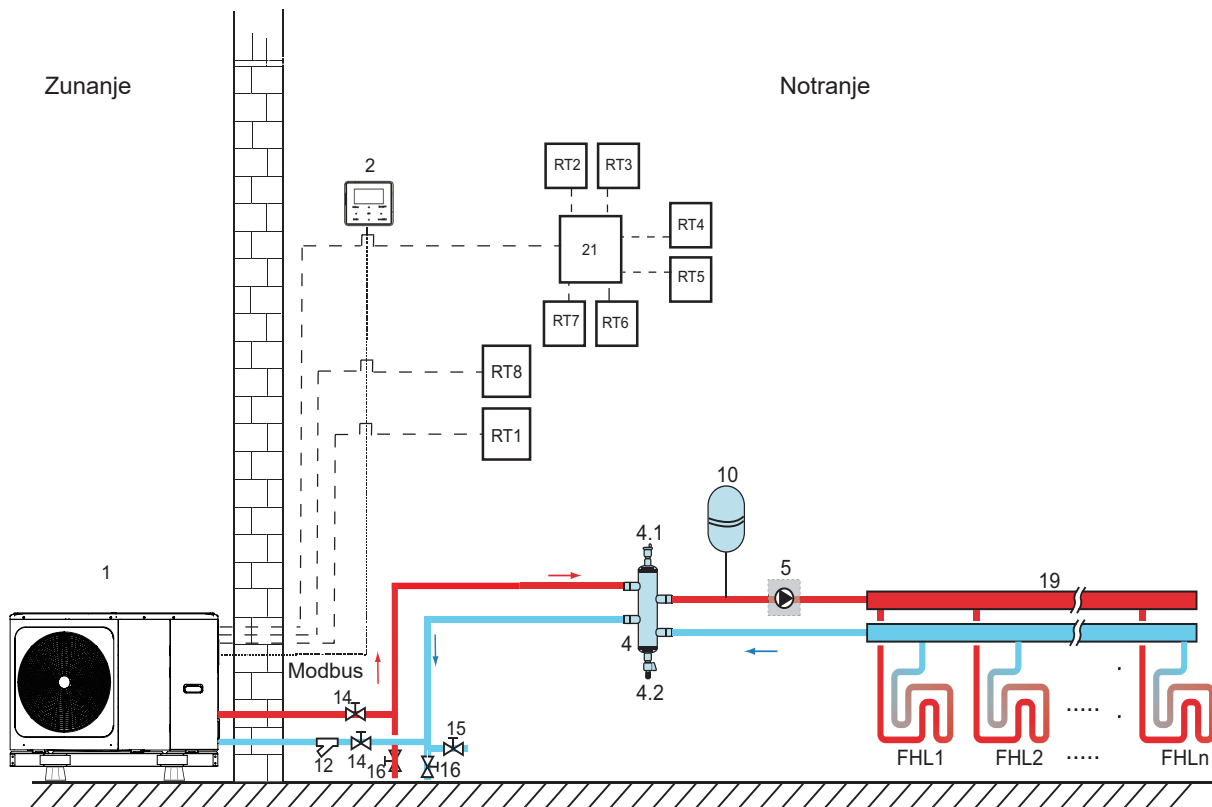 Zunanje
Notranje
2
RT2
RT3
21
RT4
RT5
RT7
RT6
RT8
RT1
10
4.1
5
1
19
4
Modbus
4.2
14
15
12
14
16
16
FHL1
FHL2
.....
FHLn